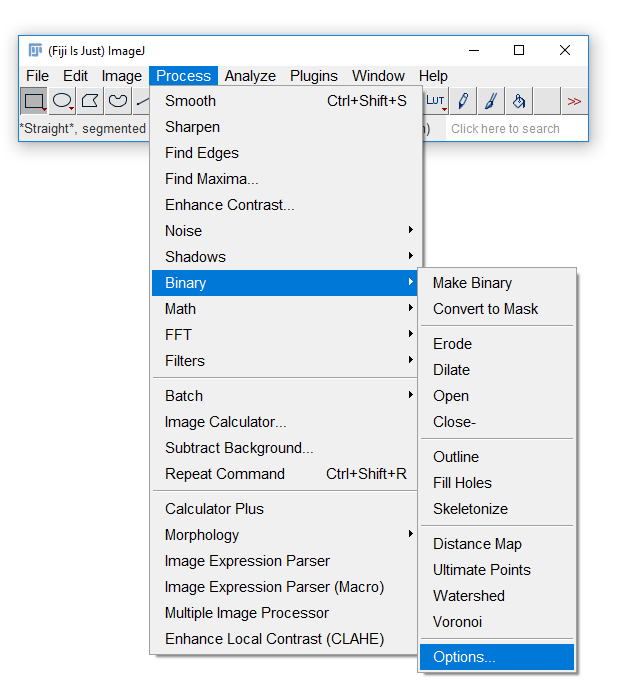 (Fiji Is Just) ImageJ
File Edit Image Process Analyze Plugins Window Help
LUT >>
*Straight*, segmented
Click here to search
Smooth Ctrl+Shift+S
Sharpen
Find Edges
Find Maxima...
Enhance Contrast...
Noise
Shadows
Binary
Math
FFT
Filters
Batch
Image Calculator...
Subtract Background...
Repeat Command Ctrl+Shift+R
Calculator Plus
Morphology
Image Expression Parser
Image Expression Parser (Macro)
Multiple Image Processor
Enhance Local Contrast (CLAHE)
Make Binary
Convert to Mask
Erode
Dilate
Open
Close-
Outline
Fill Holes
Skeletonize
Distance Map
Ultimate Points
Watershed
Voronoi
Options...